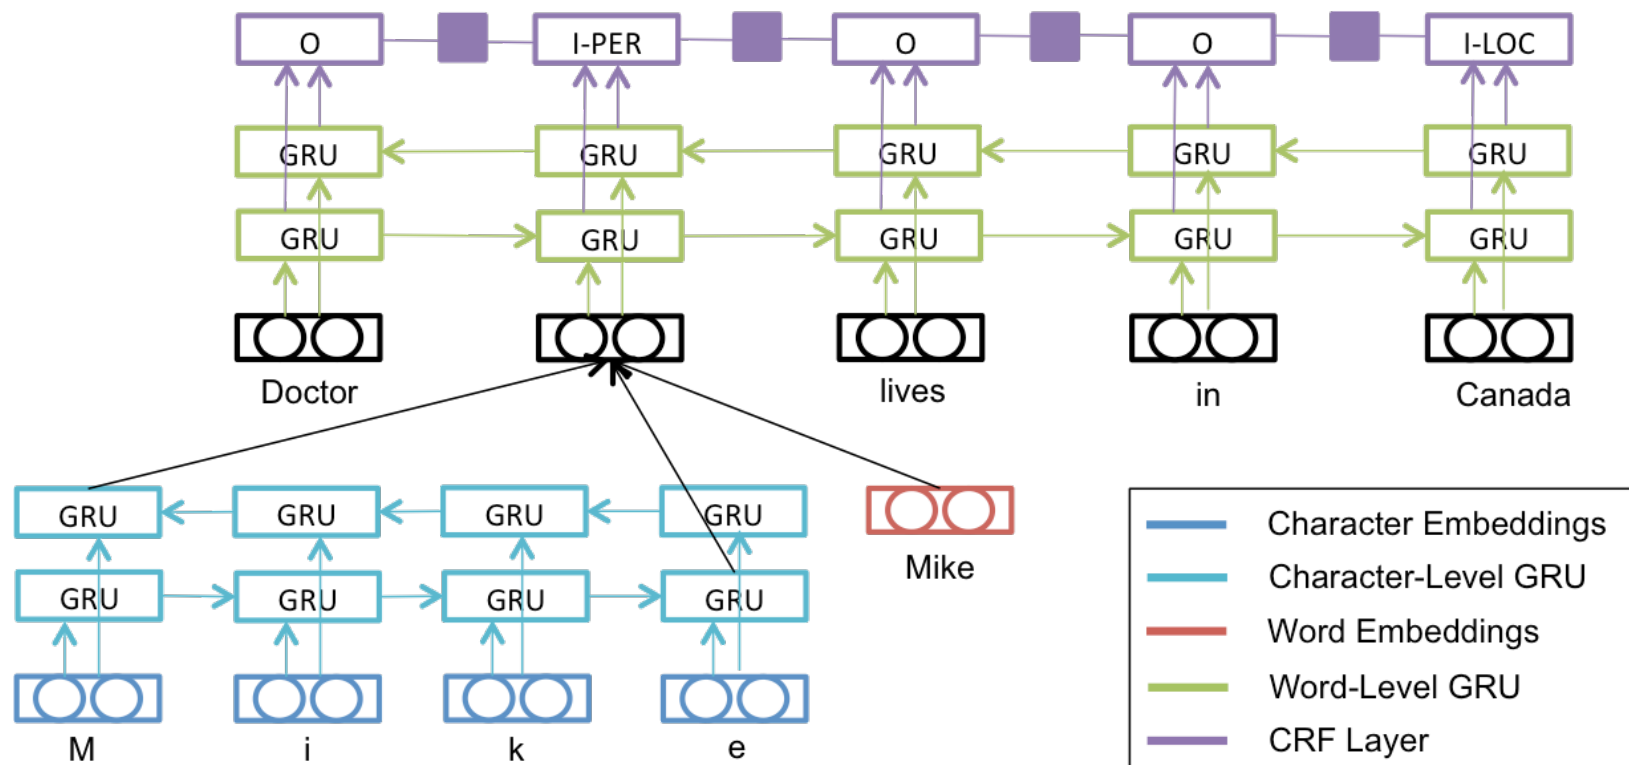 O I-PER O O I-LOC
GRU GRU GRU GRU GRU
GRU GRU GRU GRU GRU
Doctor lives in Canada
GRU GRU GRU GRU
GRU GRU GRU GRU
Mike
M i k e
Character Embeddings
Character-Level GRU
Word Embeddings
Word-Level GRU
CRF Layer